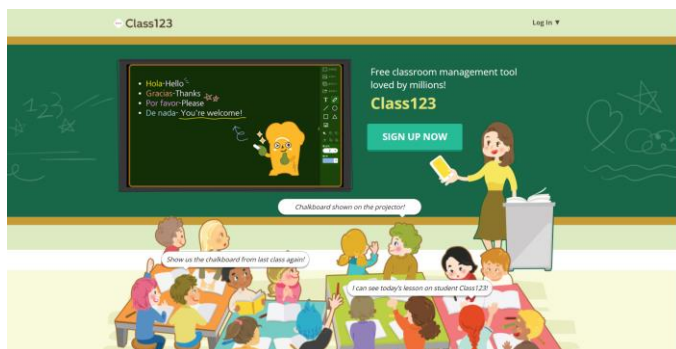 Class123
Log In ▼
Hola-Hello
Gracias-Thanks
Por favor-Please
De nada- You're welcome!
Free classroom management tool
loved by millions!
Class123
SIGN UP NOW
123
Chalkboard shown on the projector!
Show us the chalkboard from last class again!
I can see today's lesson on student Class123!